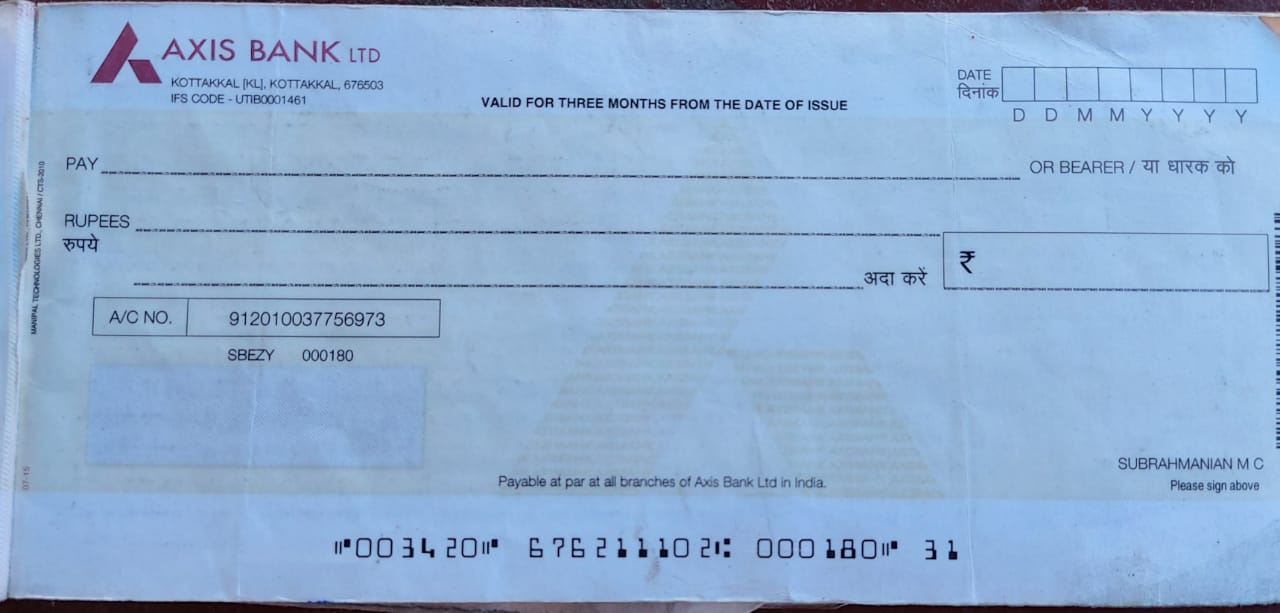 AXIS BANK LTD
KOTTAKKAL [KL], KOTTAKKAL, 676503
IFS CODE - UTIB0001461
VALID FOR THREE MONTHS FROM THE DATE OF ISSUE
DATE
दिनांक
D D M M Y Y Y Y
PAY OR BEARER / या धारक को
RUPEES
रुपये
अदा करें ₹
A/C NO. 912010037756973
SBEZY 000180
MANIPAL TECHNOLOGIES LTD., CHENNAI / CTS-2010
07-15
SUBRAHMANIAN M C
Payable at par at all branches of Axis Bank Ltd in India.
Please sign above
⑈003420⑈ 676211102⑆ 000180⑈ 31